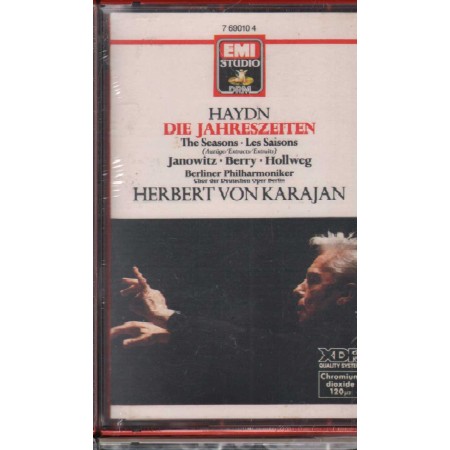 7 69010 4
EMI
STUDIO
DRM
HAYDN
DIE JAHRESZEITEN
The Seasons · Les Saisons
(Auszüge/Extracts/Extraits)
Janowitz · Berry · Hollweg
Berliner Philharmoniker
Chor der Deutschen Oper Berlin
HERBERT VON KARAJAN
XDR
QUALITY SYSTEM
Chromium
dioxide
120µs